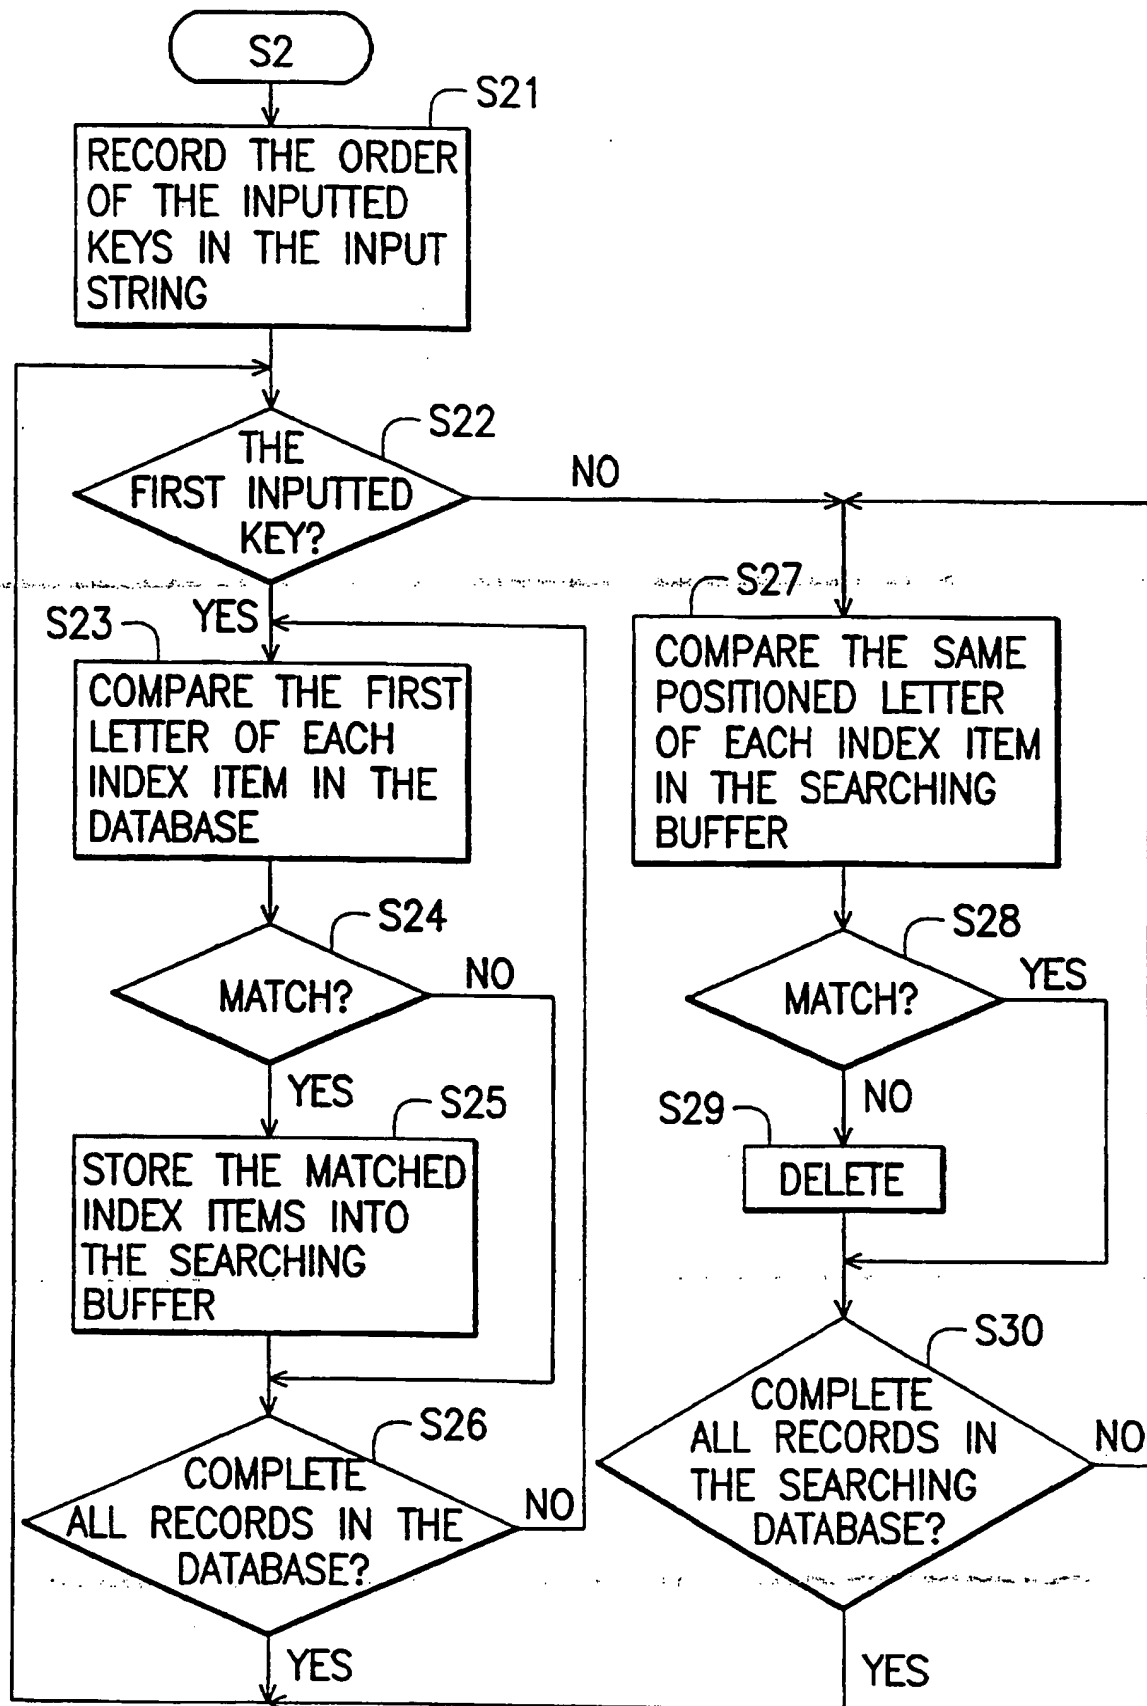 S2
S21
RECORD THE ORDER
OF THE INPUTTED
KEYS IN THE INPUT
STRING
S22
THE
FIRST INPUTTED
KEY?
NO
YES
S23
COMPARE THE FIRST
LETTER OF EACH
INDEX ITEM IN THE
DATABASE
S24
MATCH?
NO
YES
S25
STORE THE MATCHED
INDEX ITEMS INTO
THE SEARCHING
BUFFER
S26
COMPLETE
ALL RECORDS IN THE
DATABASE?
NO
YES
S27
COMPARE THE SAME
POSITIONED LETTER
OF EACH INDEX ITEM
IN THE SEARCHING
BUFFER
S28
MATCH?
YES
NO
S29
DELETE
S30
COMPLETE
ALL RECORDS IN
THE SEARCHING
DATABASE?
NO
YES